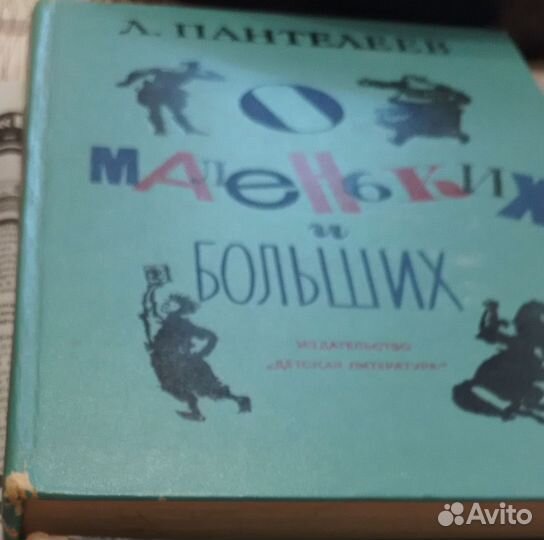 Л. ПАНТЕЛЕЕВ
О
МАЛЕНЬКИХ
и
БОЛЬШИХ
ИЗДАТЕЛЬСТВО
„ДЕТСКАЯ ЛИТЕРАТУРА"
Avito